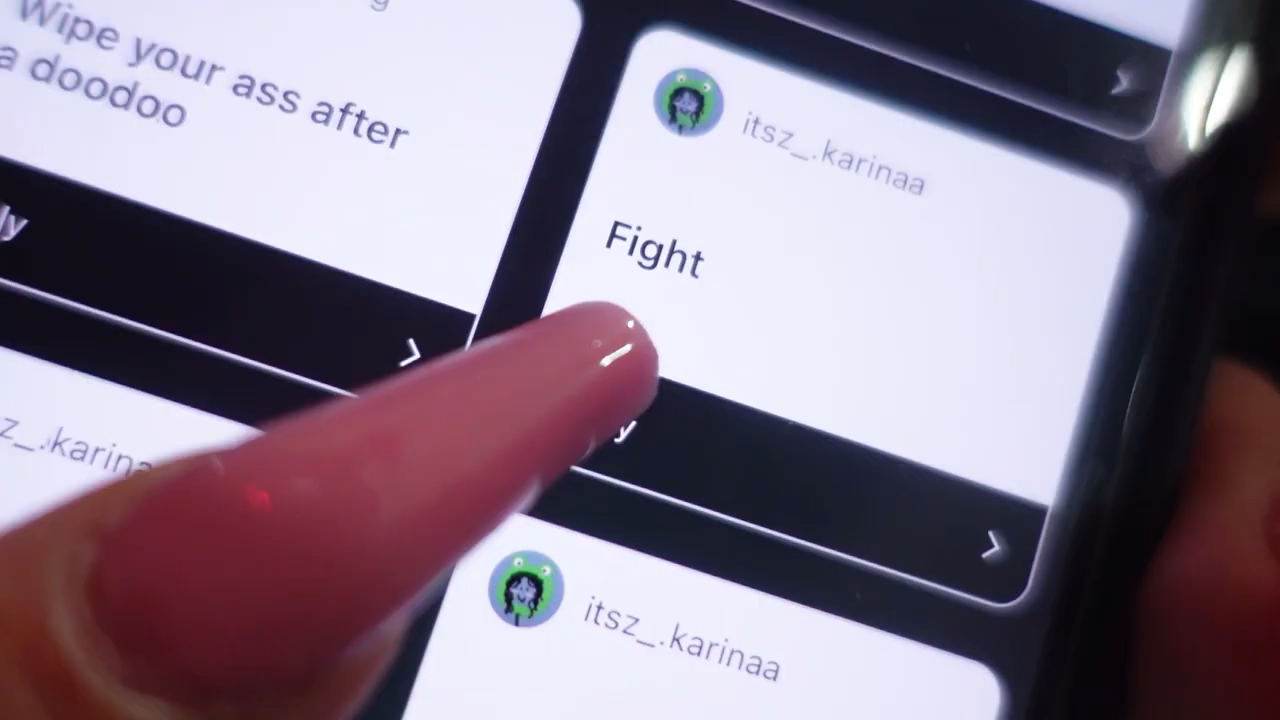 Wipe your ass after
a doodoo
itsz_.karinaa
Fight
itsz_.karinaa